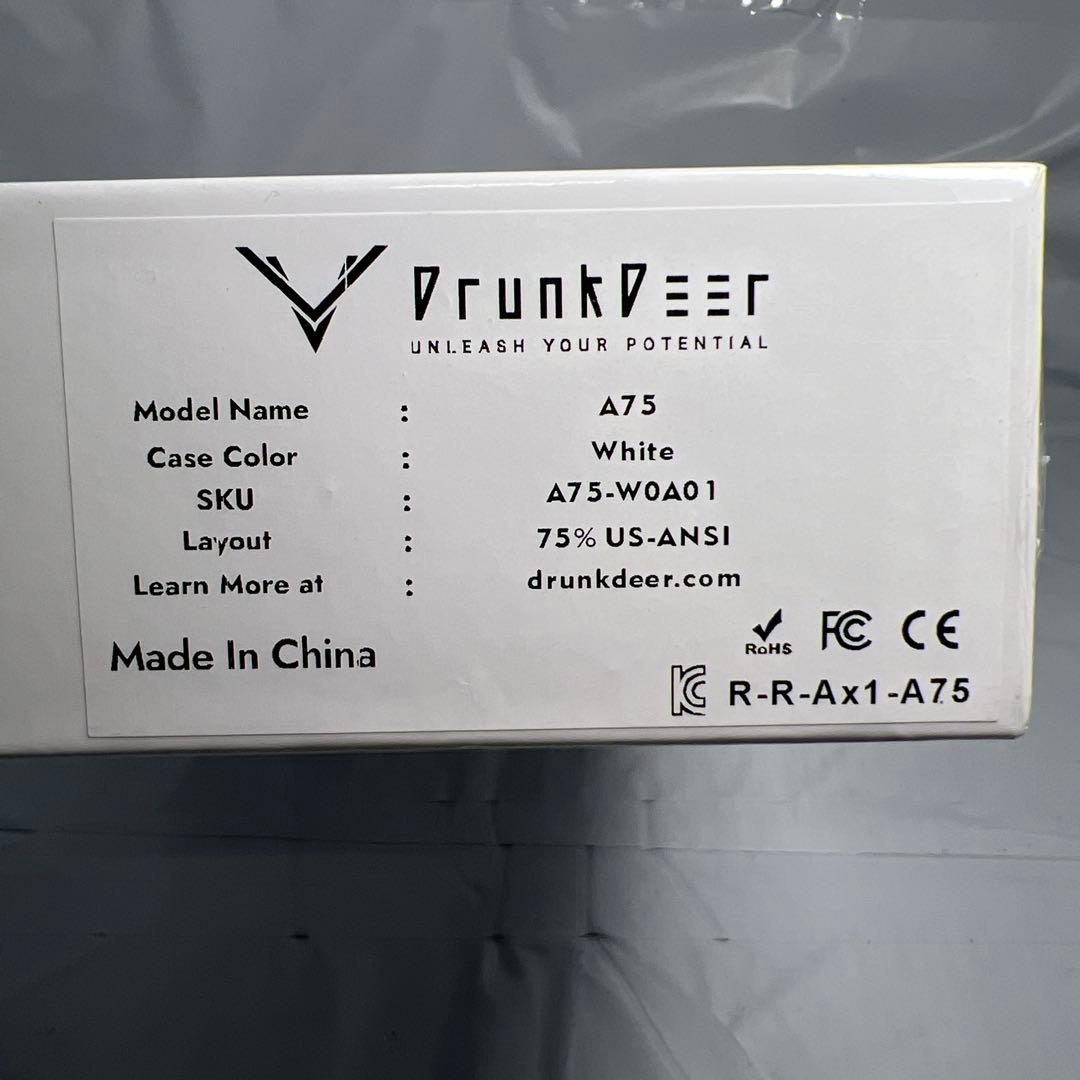 DrunkDeer
UNLEASH YOUR POTENTIAL
Model Name : A75
Case Color : White
SKU : A75-W0A01
Layout : 75% US-ANSI
Learn More at : drunkdeer.com
Made In China
RoHS FC CE
KC R-R-Ax1-A75